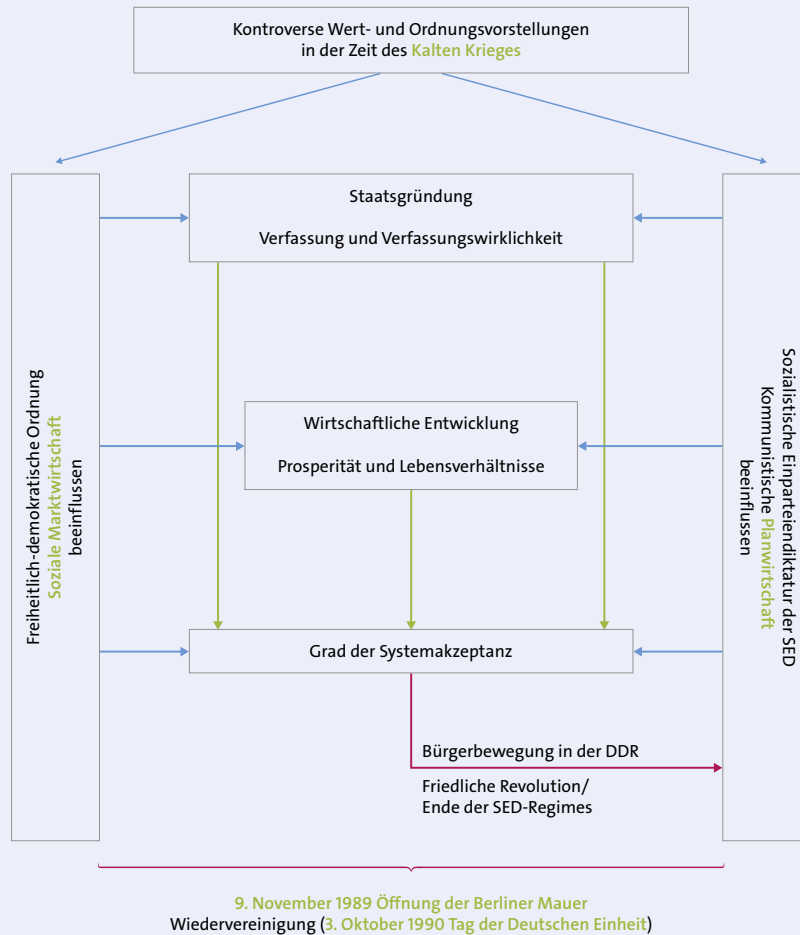 Kontroverse Wert- und Ordnungsvorstellungen
in der Zeit des Kalten Krieges
Freiheitlich-demokratische Ordnung
Soziale Marktwirtschaft
beeinflussen
Staatsgründung
Verfassung und Verfassungswirklichkeit
Wirtschaftliche Entwicklung
Prosperität und Lebensverhältnisse
Grad der Systemakzeptanz
Bürgerbewegung in der DDR
Friedliche Revolution/
Ende der SED-Regimes
Sozialistische Einparteiendiktatur der SED
Kommunistische Planwirtschaft
beeinflussen
9. November 1989 Öffnung der Berliner Mauer
Wiedervereinigung (3. Oktober 1990 Tag der Deutschen Einheit)